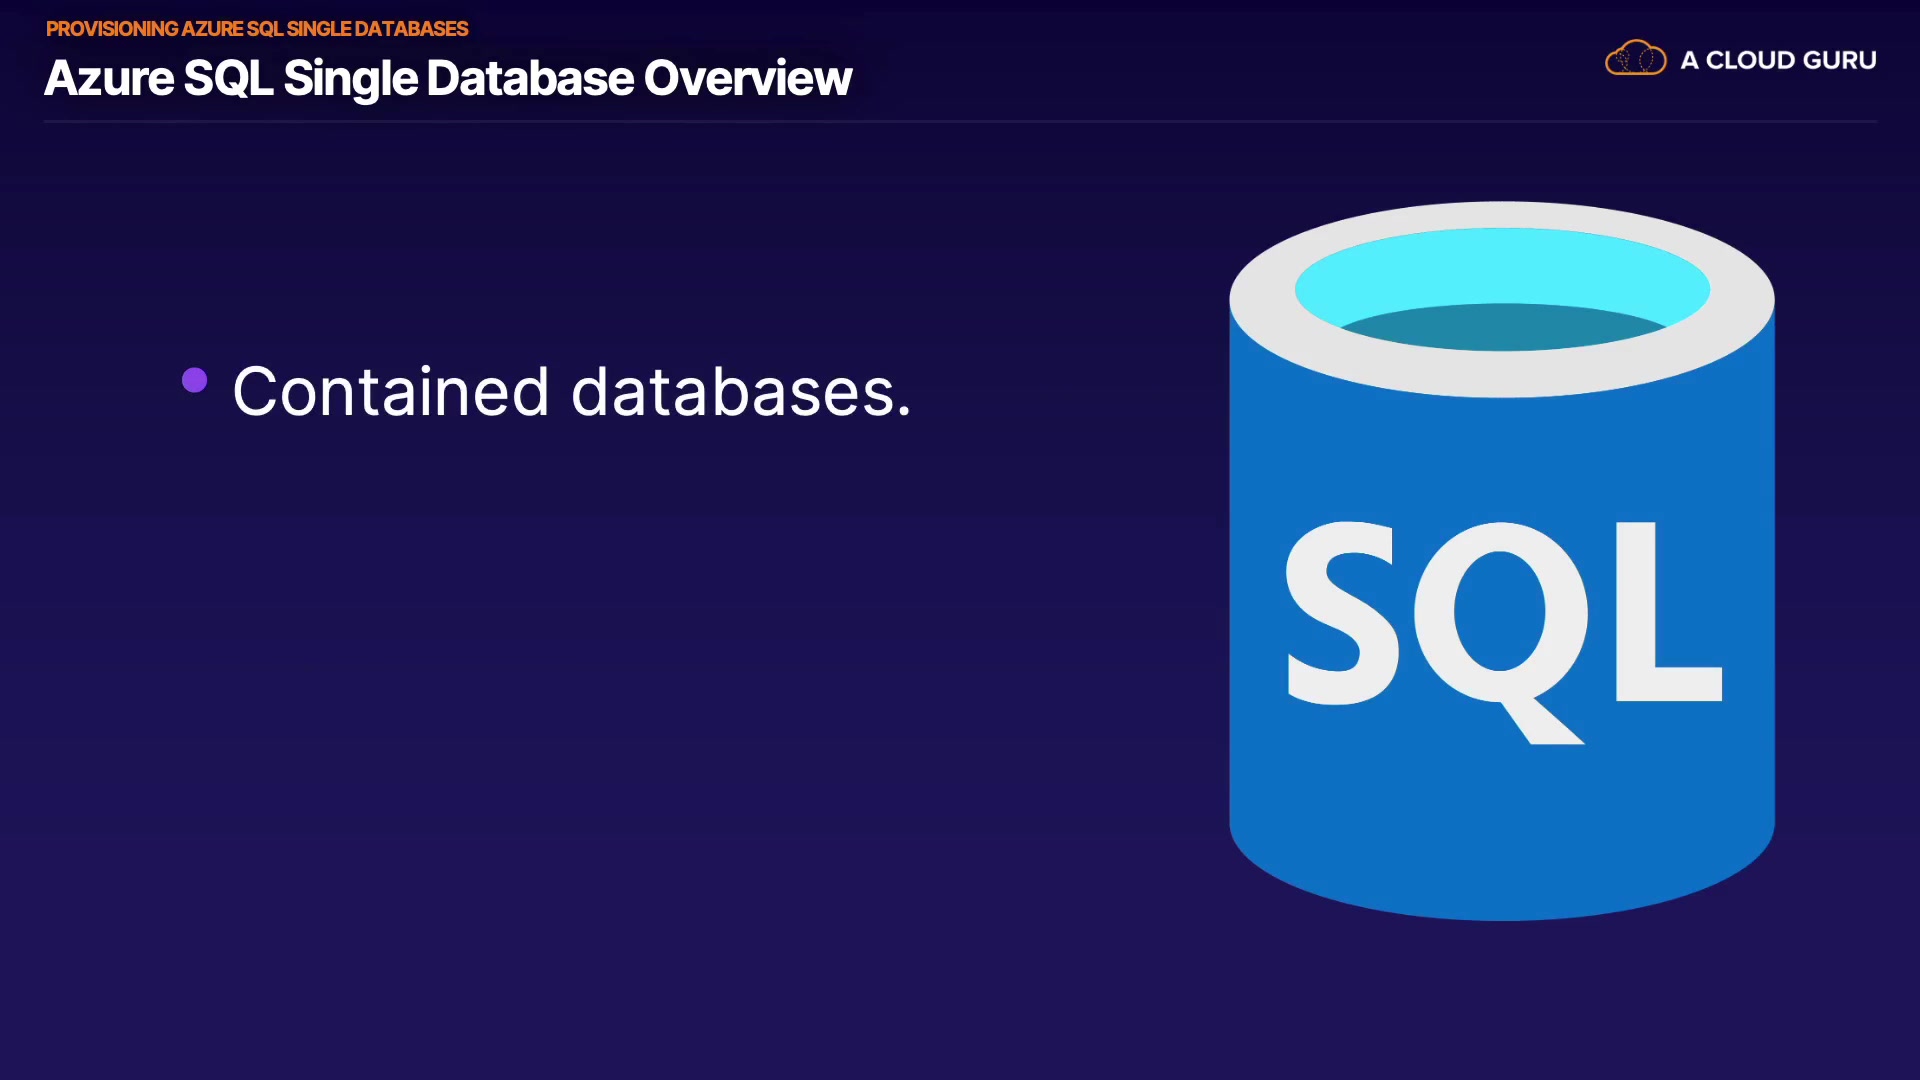 PROVISIONING AZURE SQL SINGLE DATABASES
Azure SQL Single Database Overview
A CLOUD GURU
Contained databases.
SQL